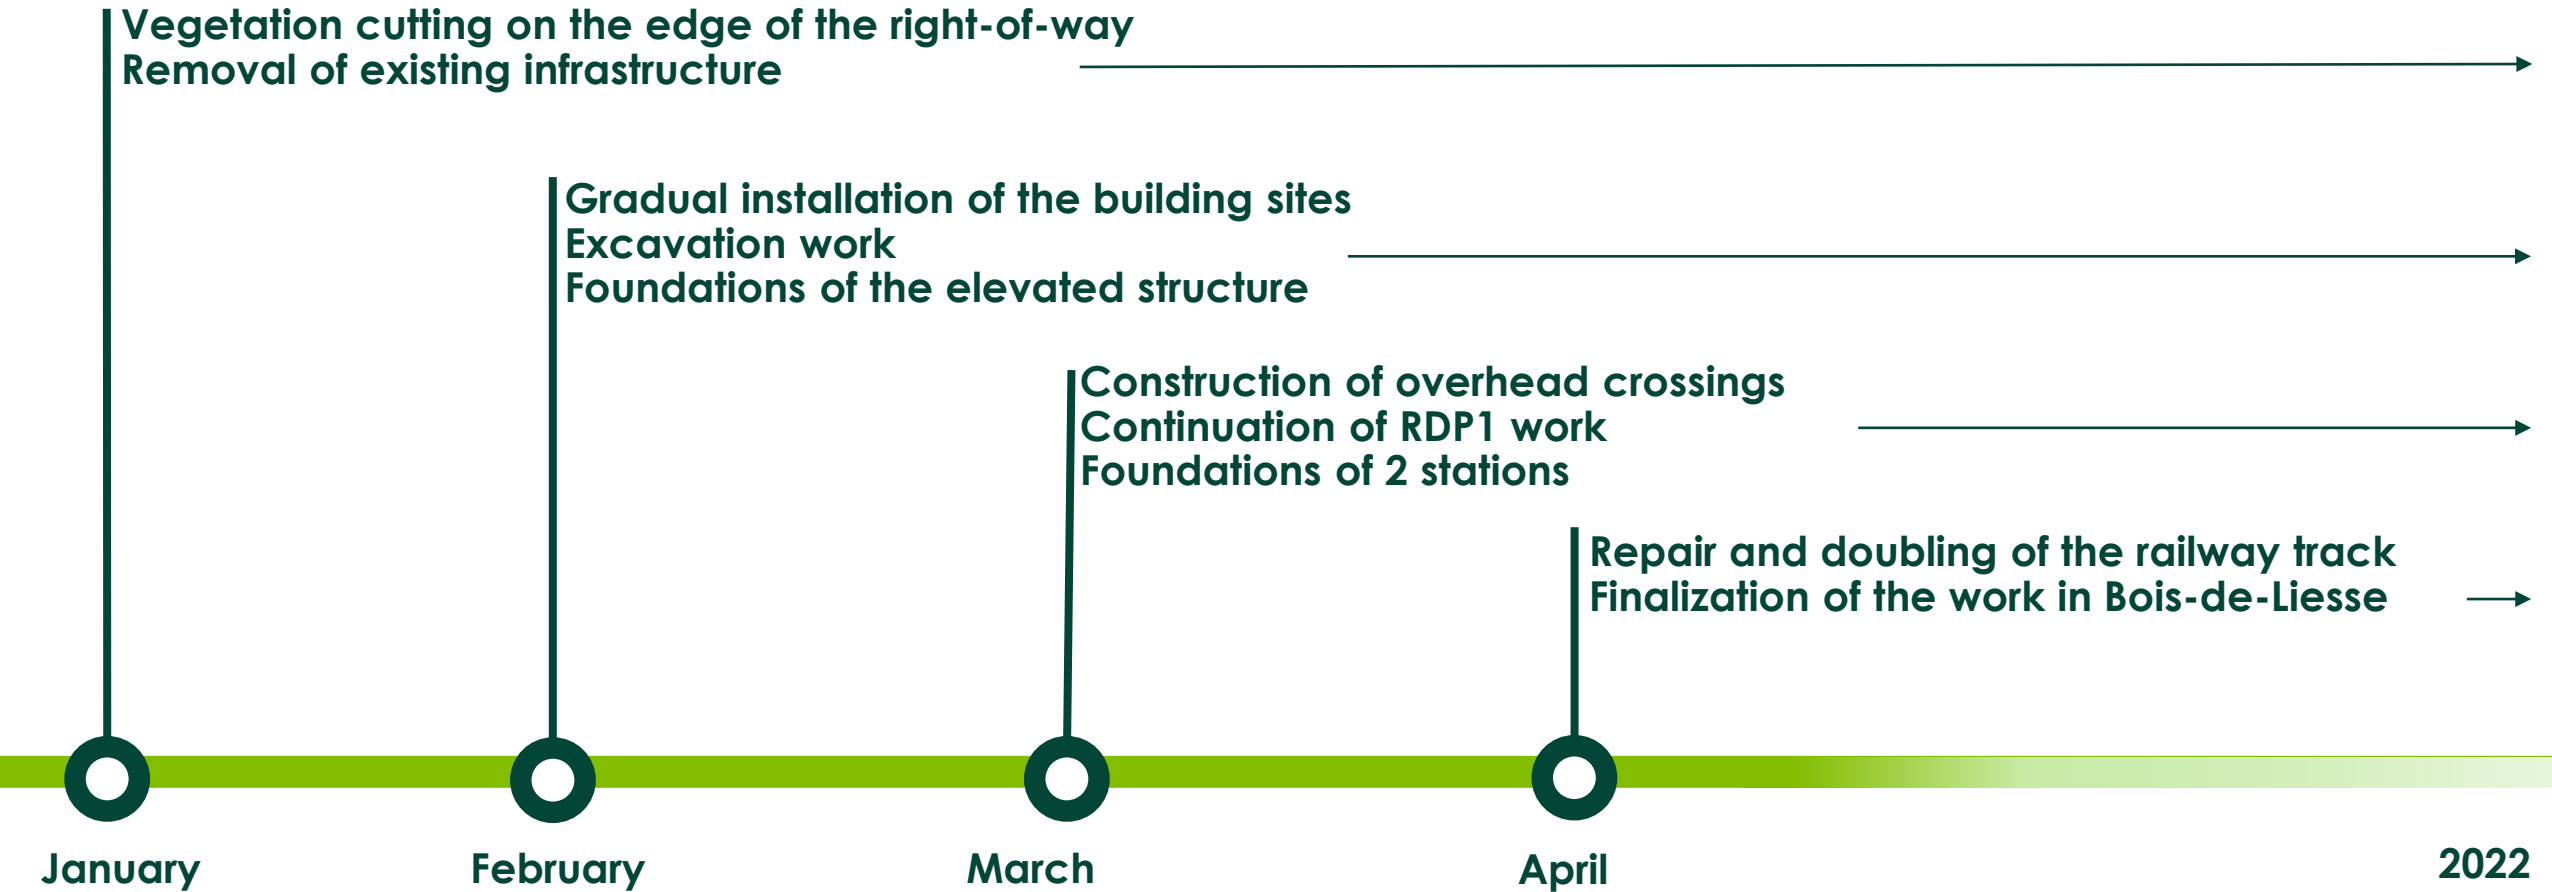 Vegetation cutting on the edge of the right-of-way
Removal of existing infrastructure
Gradual installation of the building sites
Excavation work
Foundations of the elevated structure
Construction of overhead crossings
Continuation of RDP1 work
Foundations of 2 stations
Repair and doubling of the railway track
Finalization of the work in Bois-de-Liesse
January
February
March
April
2022